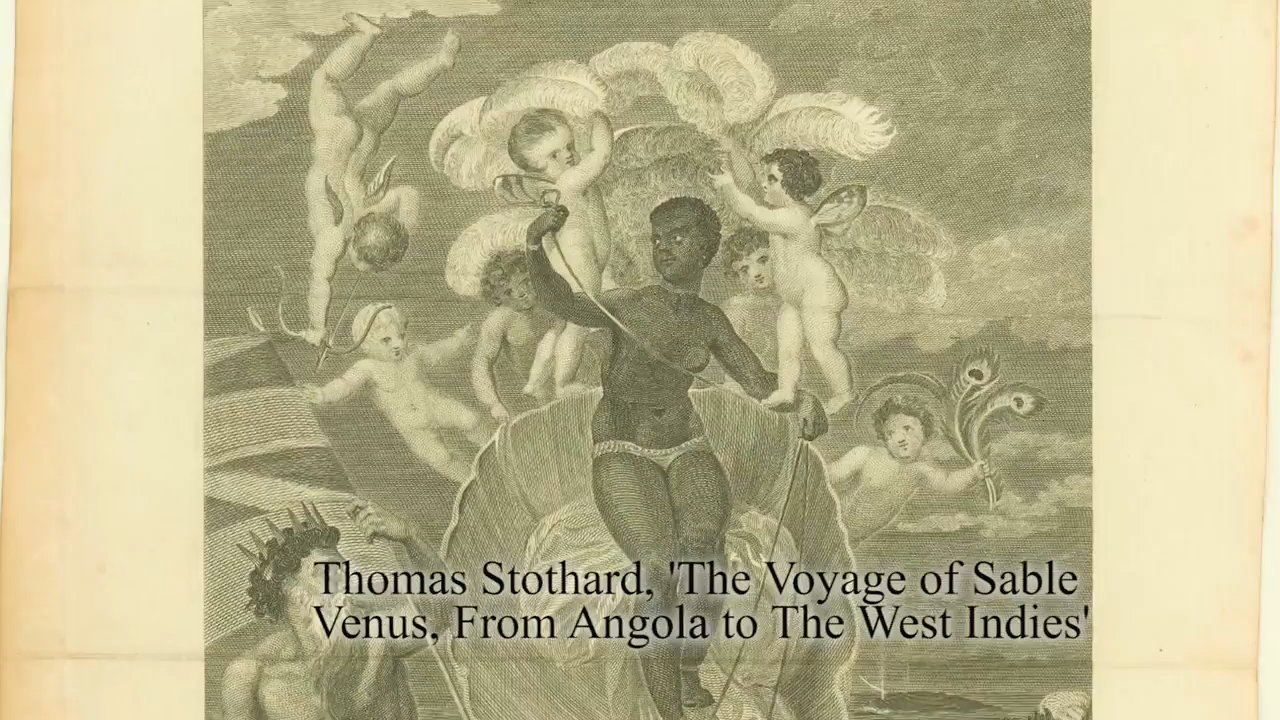 Thomas Stothard, 'The Voyage of Sable
Venus, From Angola to The West Indies'